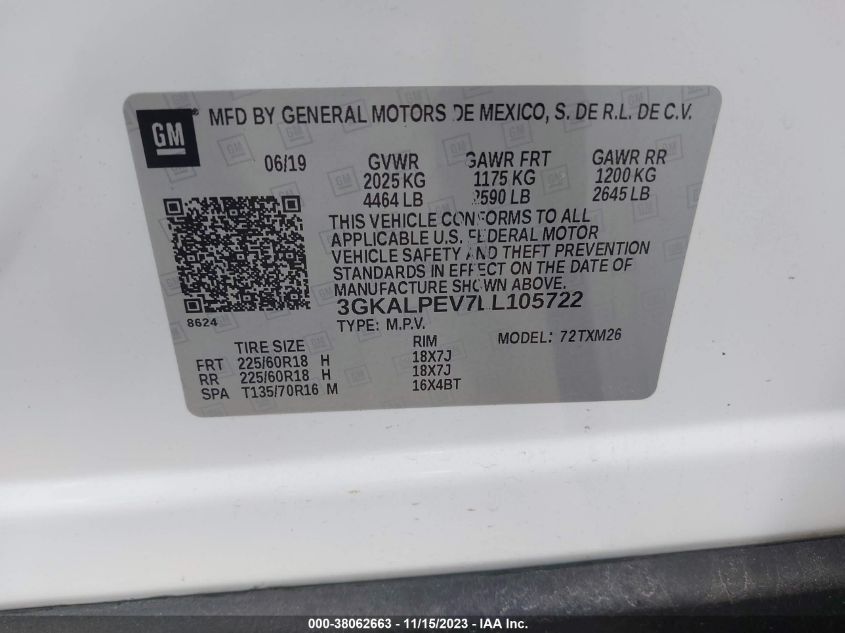 GM
MFD BY GENERAL MOTORS DE MEXICO, S. DE R.L. DE C.V.
06/19 GVWR GAWR FRT GAWR RR
2025 KG 1175 KG 1200 KG
4464 LB 2590 LB 2645 LB
THIS VEHICLE CONFORMS TO ALL
APPLICABLE U.S. FEDERAL MOTOR
VEHICLE SAFETY AND THEFT PREVENTION
STANDARDS IN EFFECT ON THE DATE OF
MANUFACTURE SHOWN ABOVE.
3GKALPEV7LL105722
8624
TYPE: M.P.V. MODEL: 72TXM26
TIRE SIZE RIM
FRT 225/60R18 H 18X7J
RR 225/60R18 H 18X7J
SPA T135/70R16 M 16X4BT
000-38062663 - 11/15/2023 - IAA Inc.